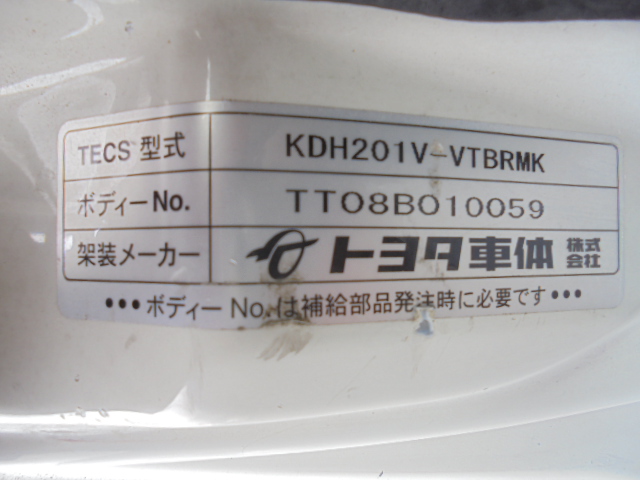 TECS 型式 KDH201V-VTBRMK
ボディーNo. TT08B010059
架装メーカー トヨタ車体 株式会社
•••ボディーNo.は補給部品発注時に必要です•••